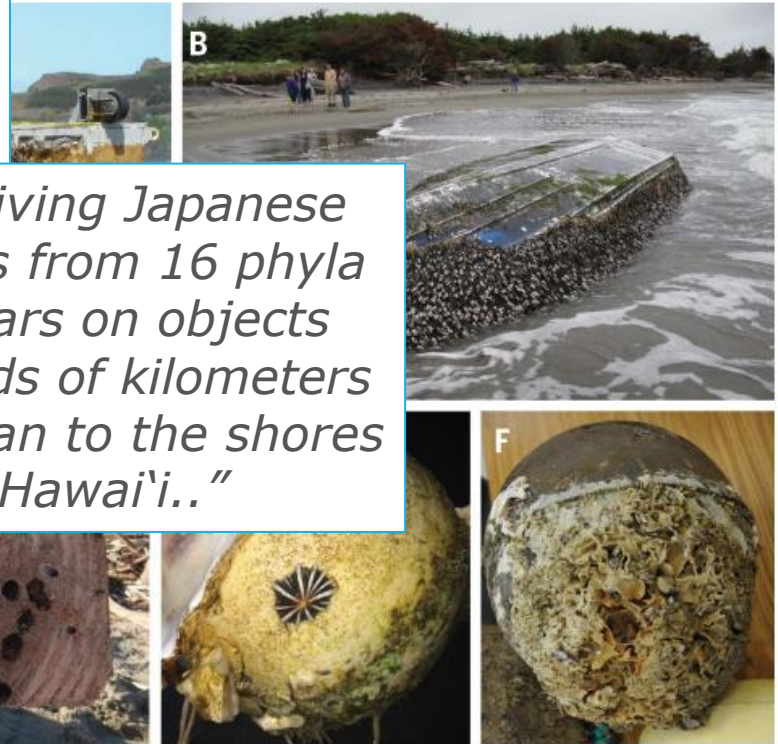 B
iving Japanese
s from 16 phyla
ars on objects
ds of kilometers
an to the shores
Hawai‘i..”
F